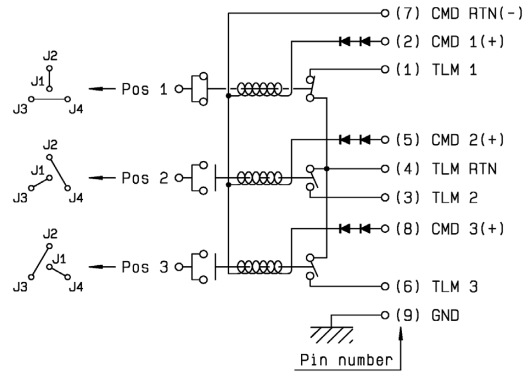 (7) CMD RTN(-)
(2) CMD 1(+)
(1) TLM 1
J2
J1
J3 J4
Pos 1
(5) CMD 2(+)
(4) TLM RTN
(3) TLM 2
J2
J1
J3 J4
Pos 2
(8) CMD 3(+)
J2
J1
J3 J4
Pos 3
(6) TLM 3
(9) GND
Pin number